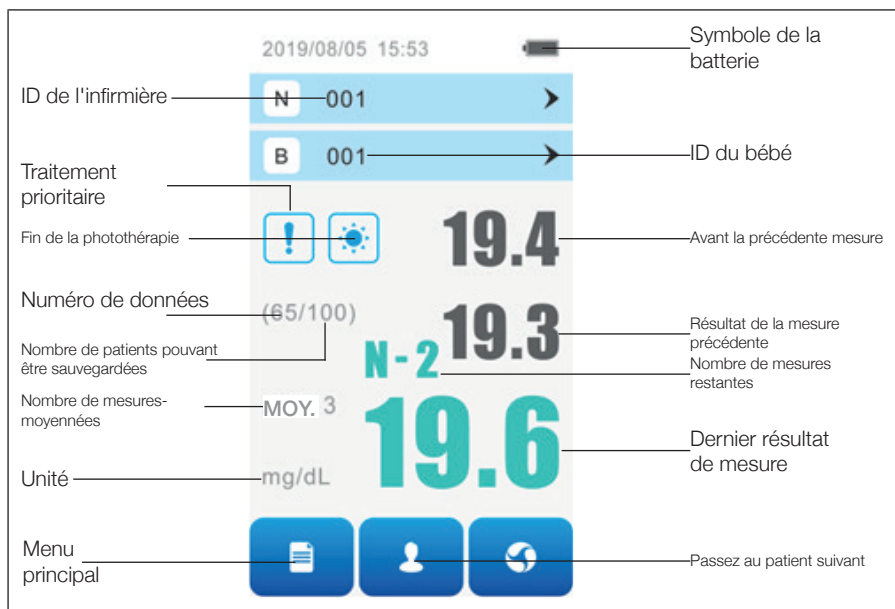 2019/08/05 15:53
Symbole de la
batterie
ID de l'infirmière
N 001
B 001
ID du bébé
Traitement
prioritaire
Fin de la photothérapie
19.4
Avant la précédente mesure
Numéro de données
(65/100)
19.3
Résultat de la mesure
précédente
Nombre de patients pouvant
être sauvegardées
N-2
Nombre de mesures
restantes
Nombre de mesures-
moyennées
MOY. 3
19.6
Dernier résultat
de mesure
Unité
mg/dL
Menu
principal
Passez au patient suivant